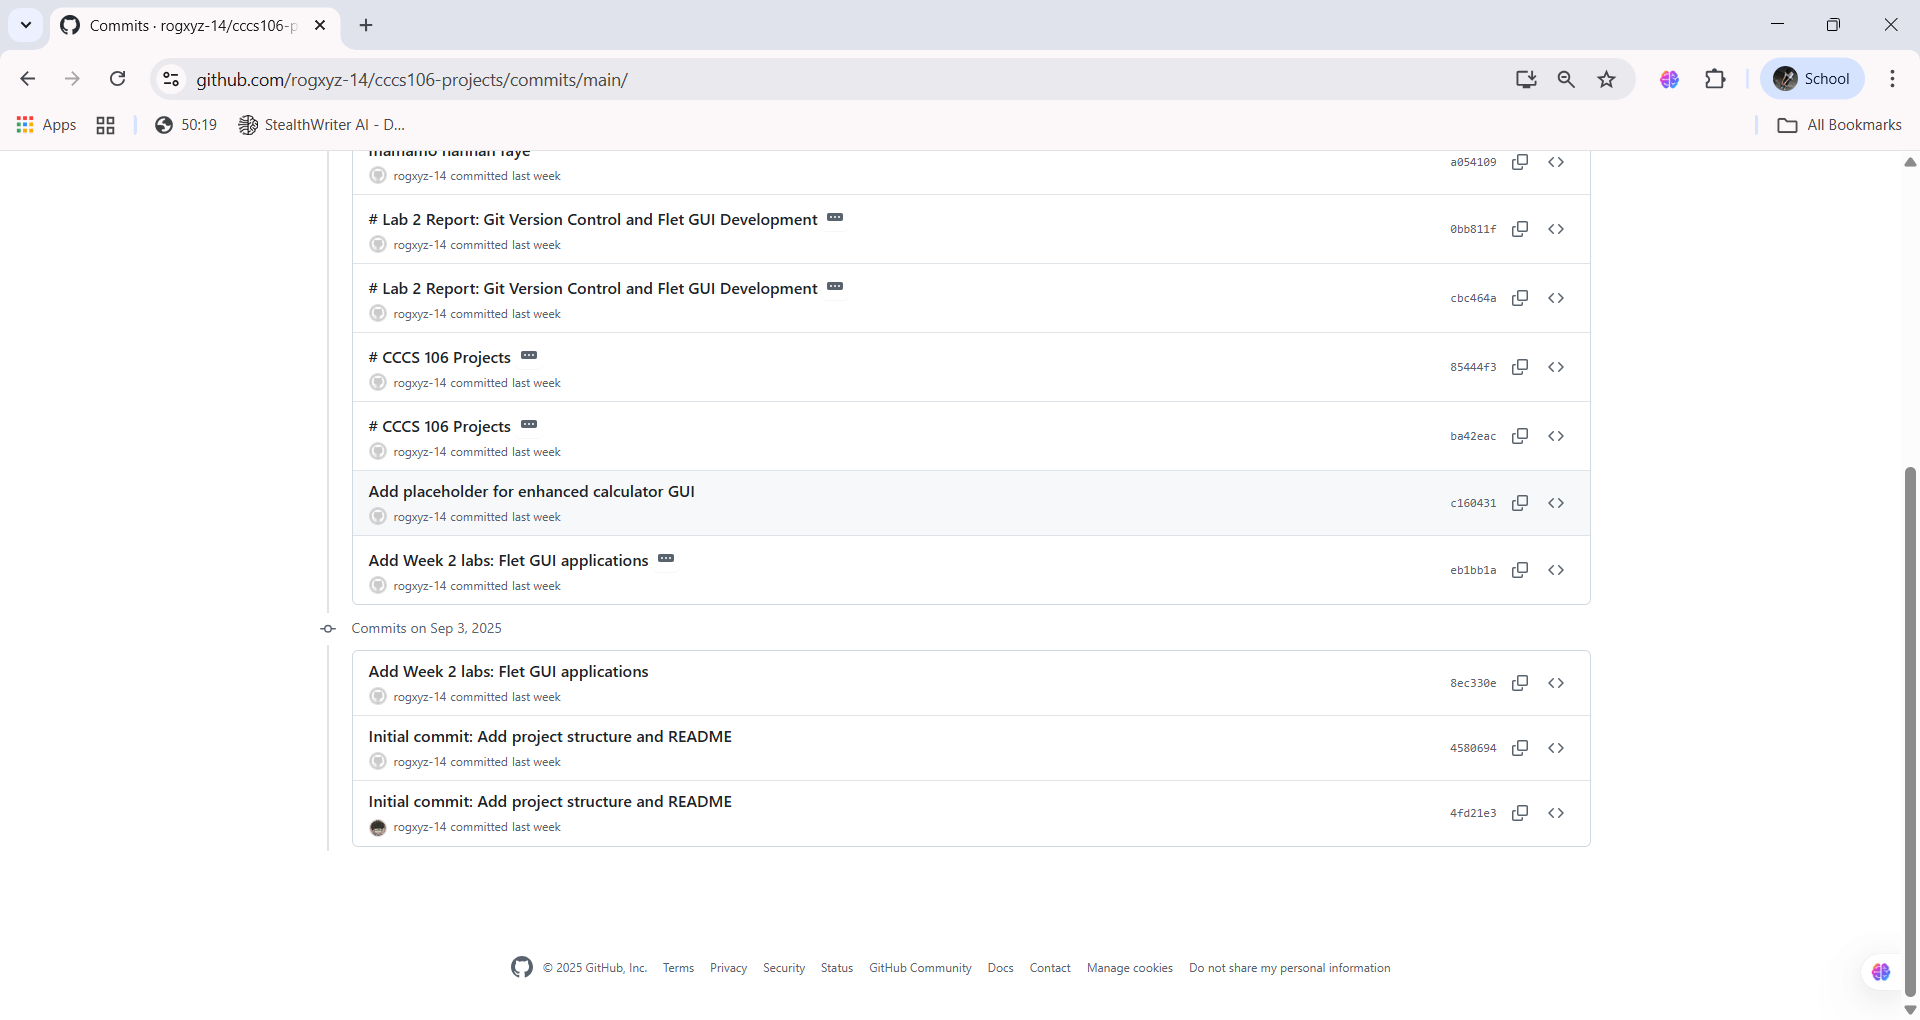 Commits · rogxyz-14/cccs106-p
github.com/rogxyz-14/cccs106-projects/commits/main/
School
Apps
50:19
StealthWriter AI - D...
All Bookmarks
mamamo hannah faye
rogxyz-14 committed last week
a054109
# Lab 2 Report: Git Version Control and Flet GUI Development
rogxyz-14 committed last week
0bb811f
# Lab 2 Report: Git Version Control and Flet GUI Development
rogxyz-14 committed last week
cbc464a
# CCCS 106 Projects
rogxyz-14 committed last week
85444f3
# CCCS 106 Projects
rogxyz-14 committed last week
ba42eac
Add placeholder for enhanced calculator GUI
rogxyz-14 committed last week
c160431
Add Week 2 labs: Flet GUI applications
rogxyz-14 committed last week
eb1bb1a
Commits on Sep 3, 2025
Add Week 2 labs: Flet GUI applications
rogxyz-14 committed last week
8ec330e
Initial commit: Add project structure and README
rogxyz-14 committed last week
4580694
Initial commit: Add project structure and README
rogxyz-14 committed last week
4fd21e3
© 2025 GitHub, Inc. Terms Privacy Security Status GitHub Community Docs Contact Manage cookies Do not share my personal information